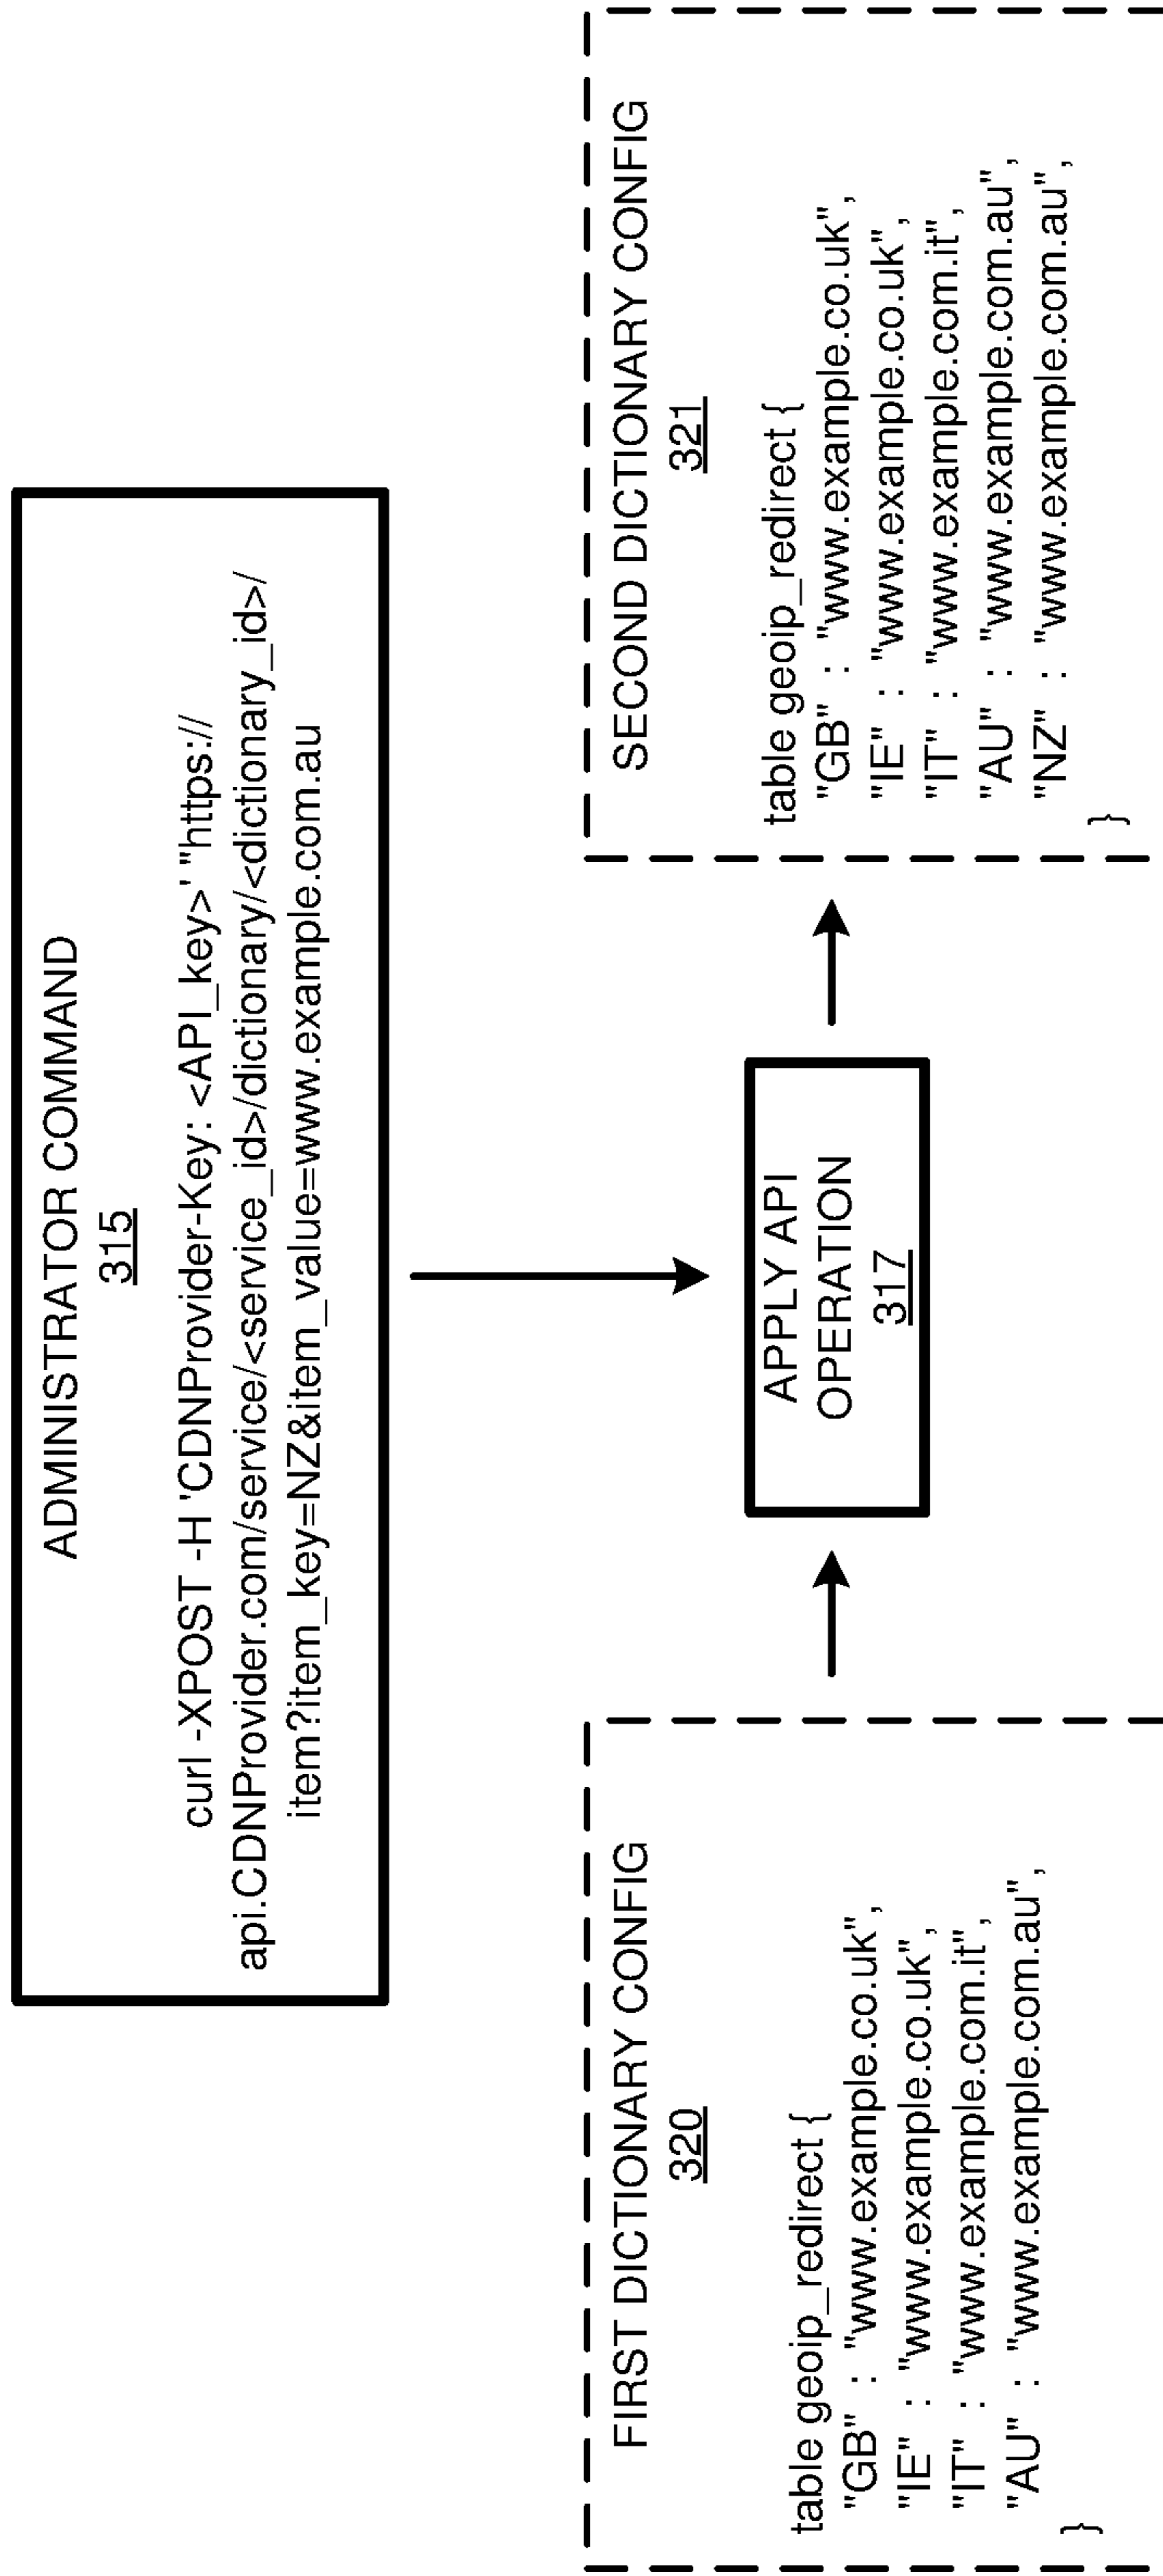 ADMINISTRATOR COMMAND
315
curl -XPOST -H 'CDNProvider-Key: <API_key>' "https://
api.CDNProvider.com/service/<service_id>/dictionary/<dictionary_id>/
item?item_key=NZ&item_value=www.example.com.au
FIRST DICTIONARY CONFIG
320
table geoip_redirect {
"GB" : "www.example.co.uk",
"IE" : "www.example.co.uk",
"IT" : "www.example.com.it",
"AU" : "www.example.com.au",
}
APPLY API
OPERATION
317
SECOND DICTIONARY CONFIG
321
table geoip_redirect {
"GB" : "www.example.co.uk",
"IE" : "www.example.co.uk",
"IT" : "www.example.com.it",
"AU" : "www.example.com.au",
"NZ" : "www.example.com.au",
}